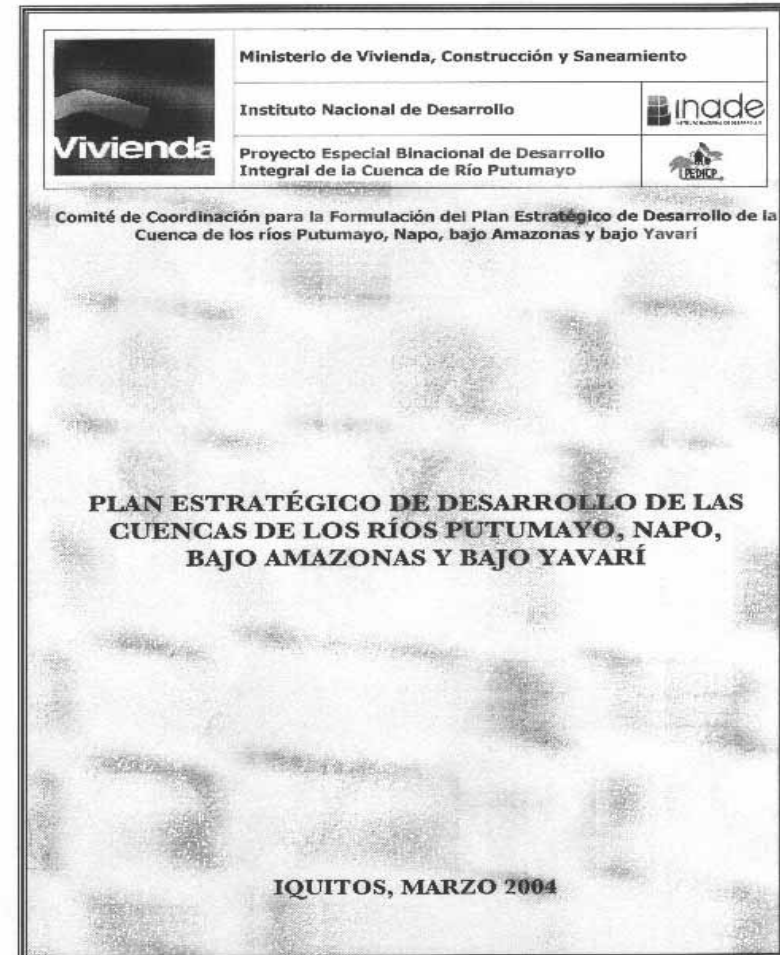 Vivienda
Ministerio de Vivienda, Construcción y Saneamiento
Instituto Nacional de Desarrollo
inade
Proyecto Especial Binacional de Desarrollo
Integral de la Cuenca de Río Putumayo
PEDICP
Comité de Coordinación para la Formulación del Plan Estratégico de Desarrollo de la
Cuenca de los ríos Putumayo, Napo, bajo Amazonas y bajo Yavarí
PLAN ESTRATÉGICO DE DESARROLLO DE LAS
CUENCAS DE LOS RÍOS PUTUMAYO, NAPO,
BAJO AMAZONAS Y BAJO YAVARÍ
IQUITOS, MARZO 2004